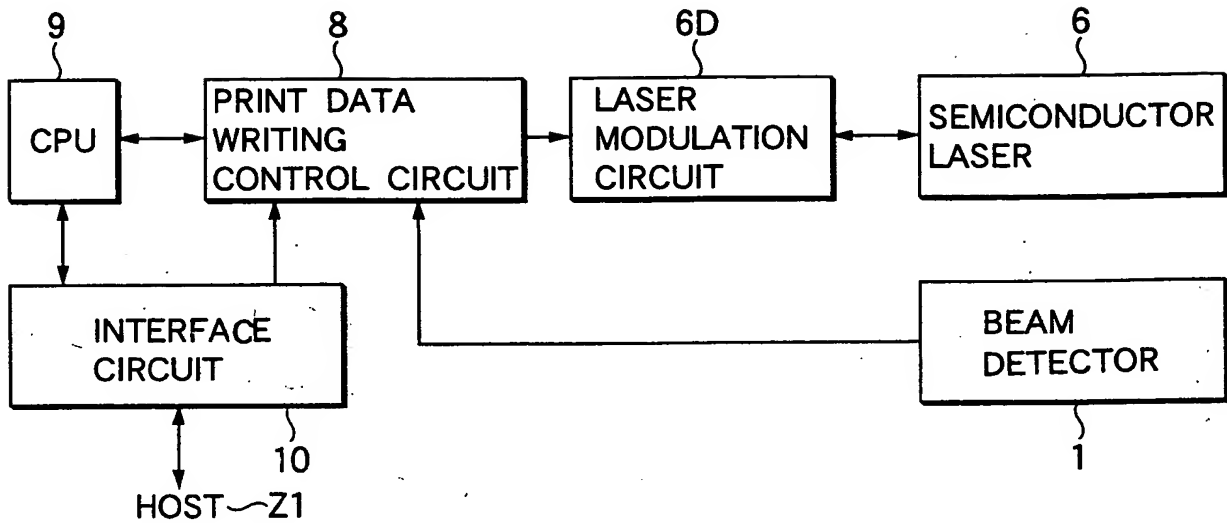 9
8
6D
6
CPU
PRINT DATA
WRITING
CONTROL CIRCUIT
LASER
MODULATION
CIRCUIT
SEMICONDUCTOR
LASER
INTERFACE
CIRCUIT
BEAM
DETECTOR
10
1
HOST Z1